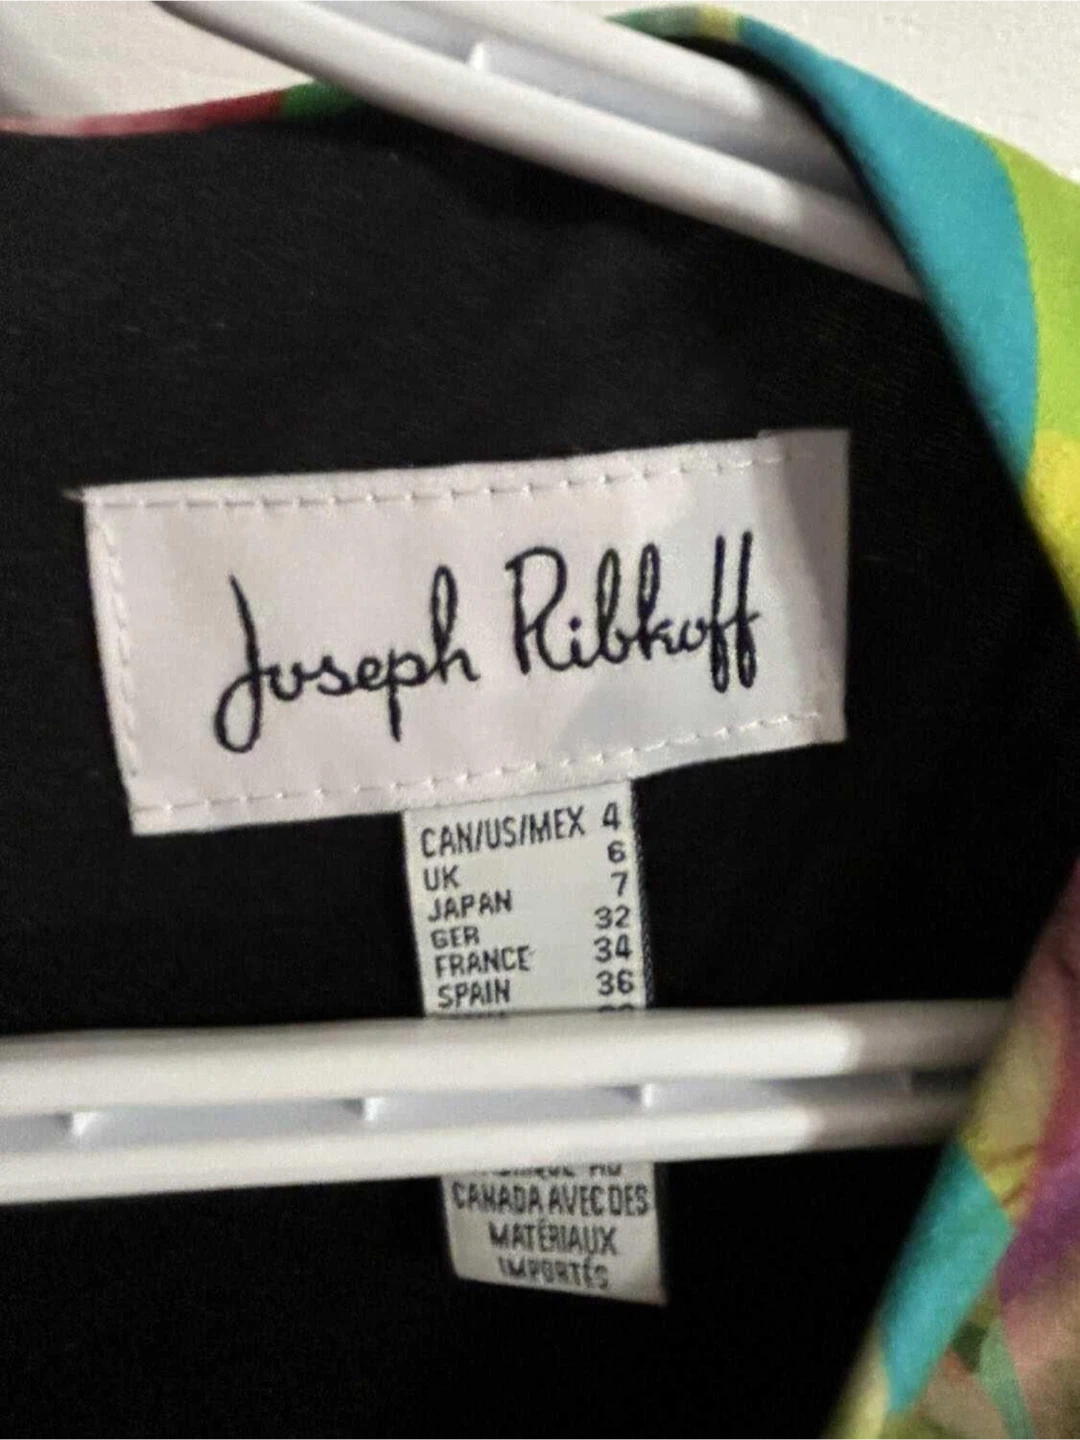 Joseph Ribkoff
CAN/US/MEX 4
UK 6
JAPAN 7
GER 32
FRANCE 34
SPAIN 36
CANADA AVEC DES
MATÉRIAUX
IMPORTÉS